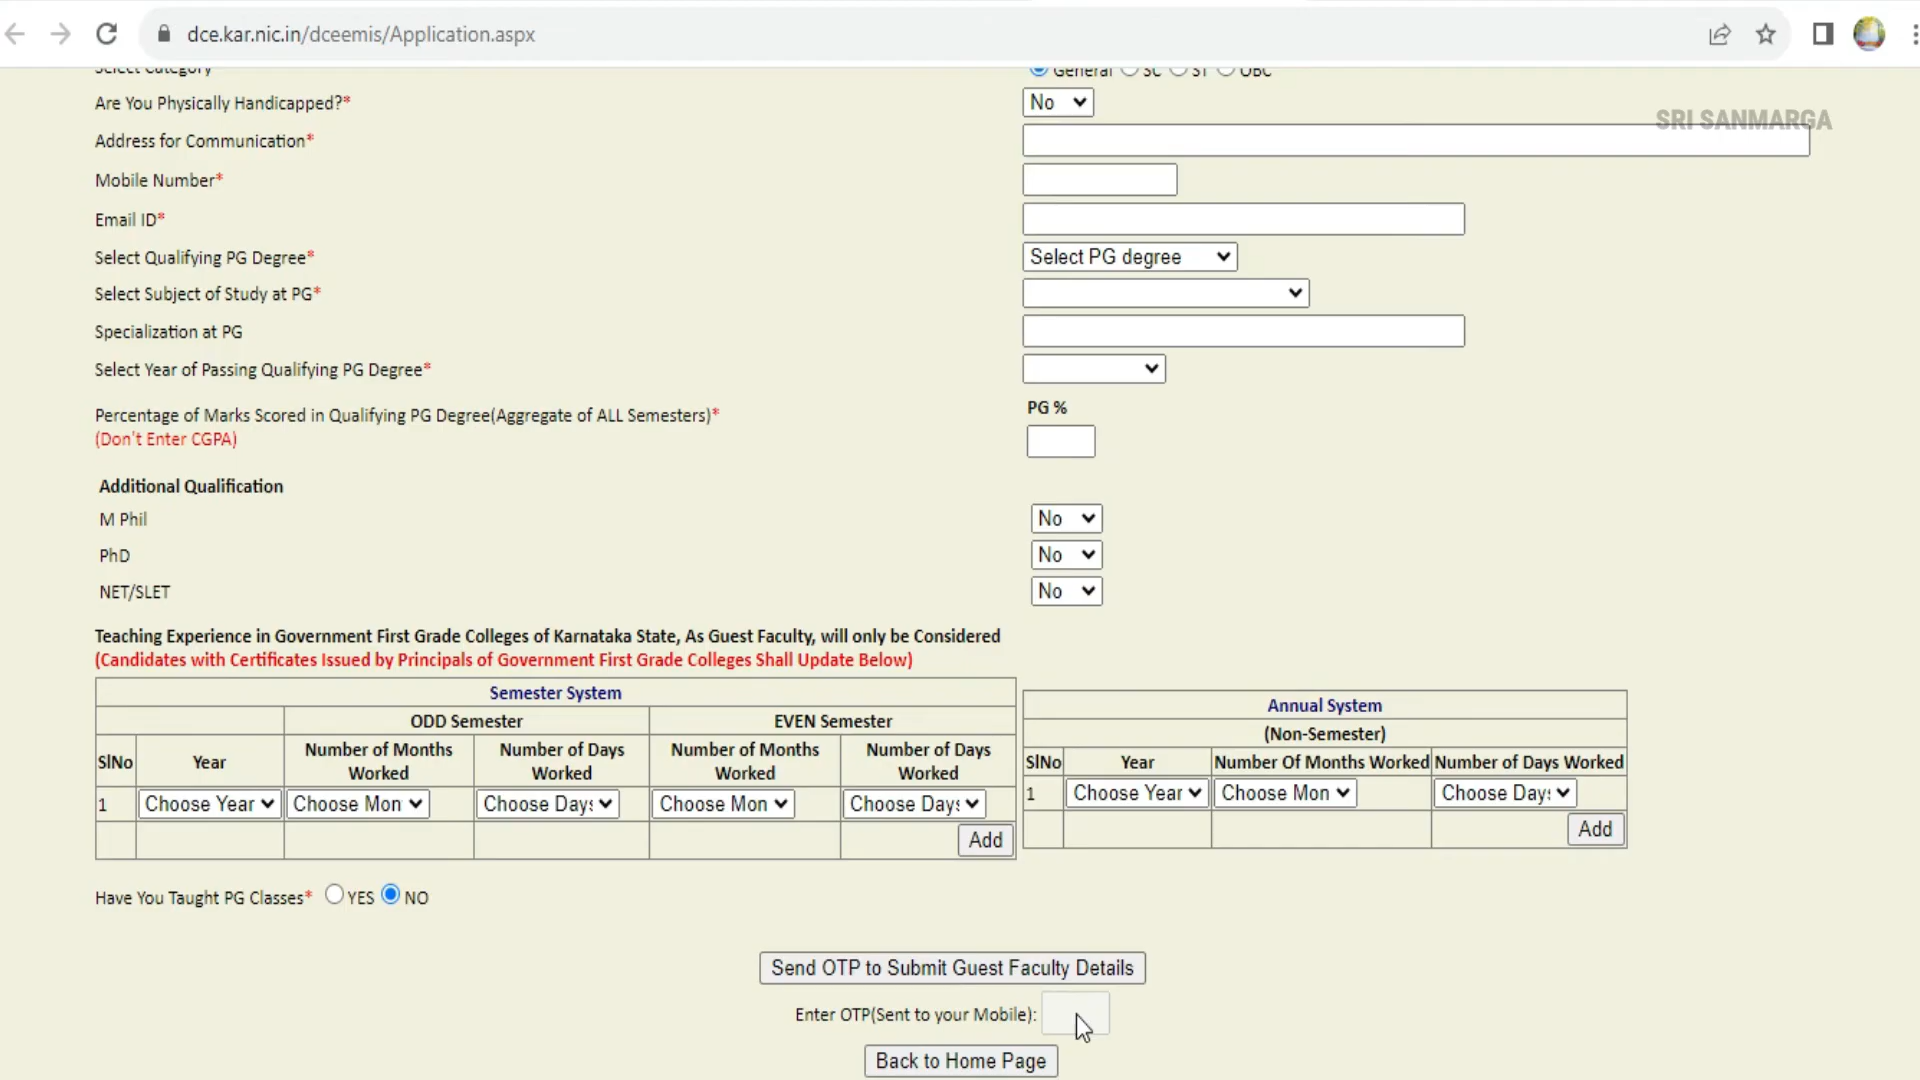 dce.kar.nic.in/dceemis/Application.aspx
Select Category General SC ST OBC
Are You Physically Handicapped?* No
SRI SANMARGA
Address for Communication*
Mobile Number*
Email ID*
Select Qualifying PG Degree* Select PG degree
Select Subject of Study at PG*
Specialization at PG
Select Year of Passing Qualifying PG Degree*
PG %
Percentage of Marks Scored in Qualifying PG Degree(Aggregate of ALL Semesters)*
(Don't Enter CGPA)
Additional Qualification
M Phil No
PhD No
NET/SLET No
Teaching Experience in Government First Grade Colleges of Karnataka State, As Guest Faculty, will only be Considered
(Candidates with Certificates Issued by Principals of Government First Grade Colleges Shall Update Below)
Semester System
ODD Semester EVEN Semester
SlNo Year Number of Months Worked Number of Days Worked Number of Months Worked Number of Days Worked
1 Choose Year Choose Mon Choose Days Choose Mon Choose Days
Add
Annual System
(Non-Semester)
SlNo Year Number Of Months Worked Number of Days Worked
1 Choose Year Choose Mon Choose Days
Add
Have You Taught PG Classes* YES NO
Send OTP to Submit Guest Faculty Details
Enter OTP(Sent to your Mobile):
Back to Home Page